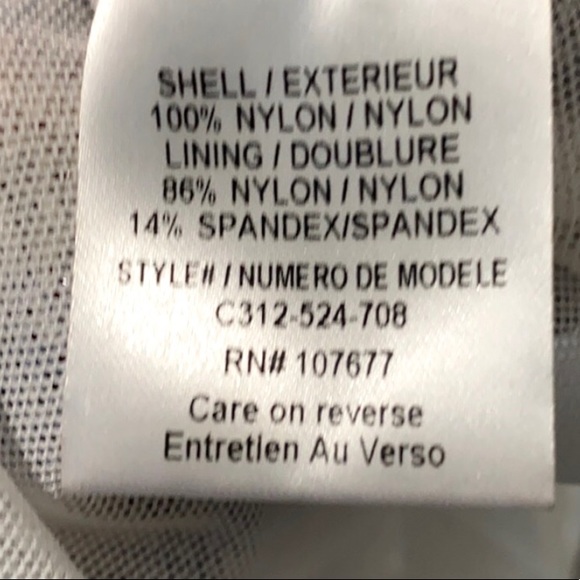 SHELL / EXTERIEUR
100% NYLON / NYLON
LINING / DOUBLURE
86% NYLON / NYLON
14% SPANDEX/SPANDEX
STYLE# / NUMERO DE MODELE
C312-524-708
RN# 107677
Care on reverse
Entretien Au Verso